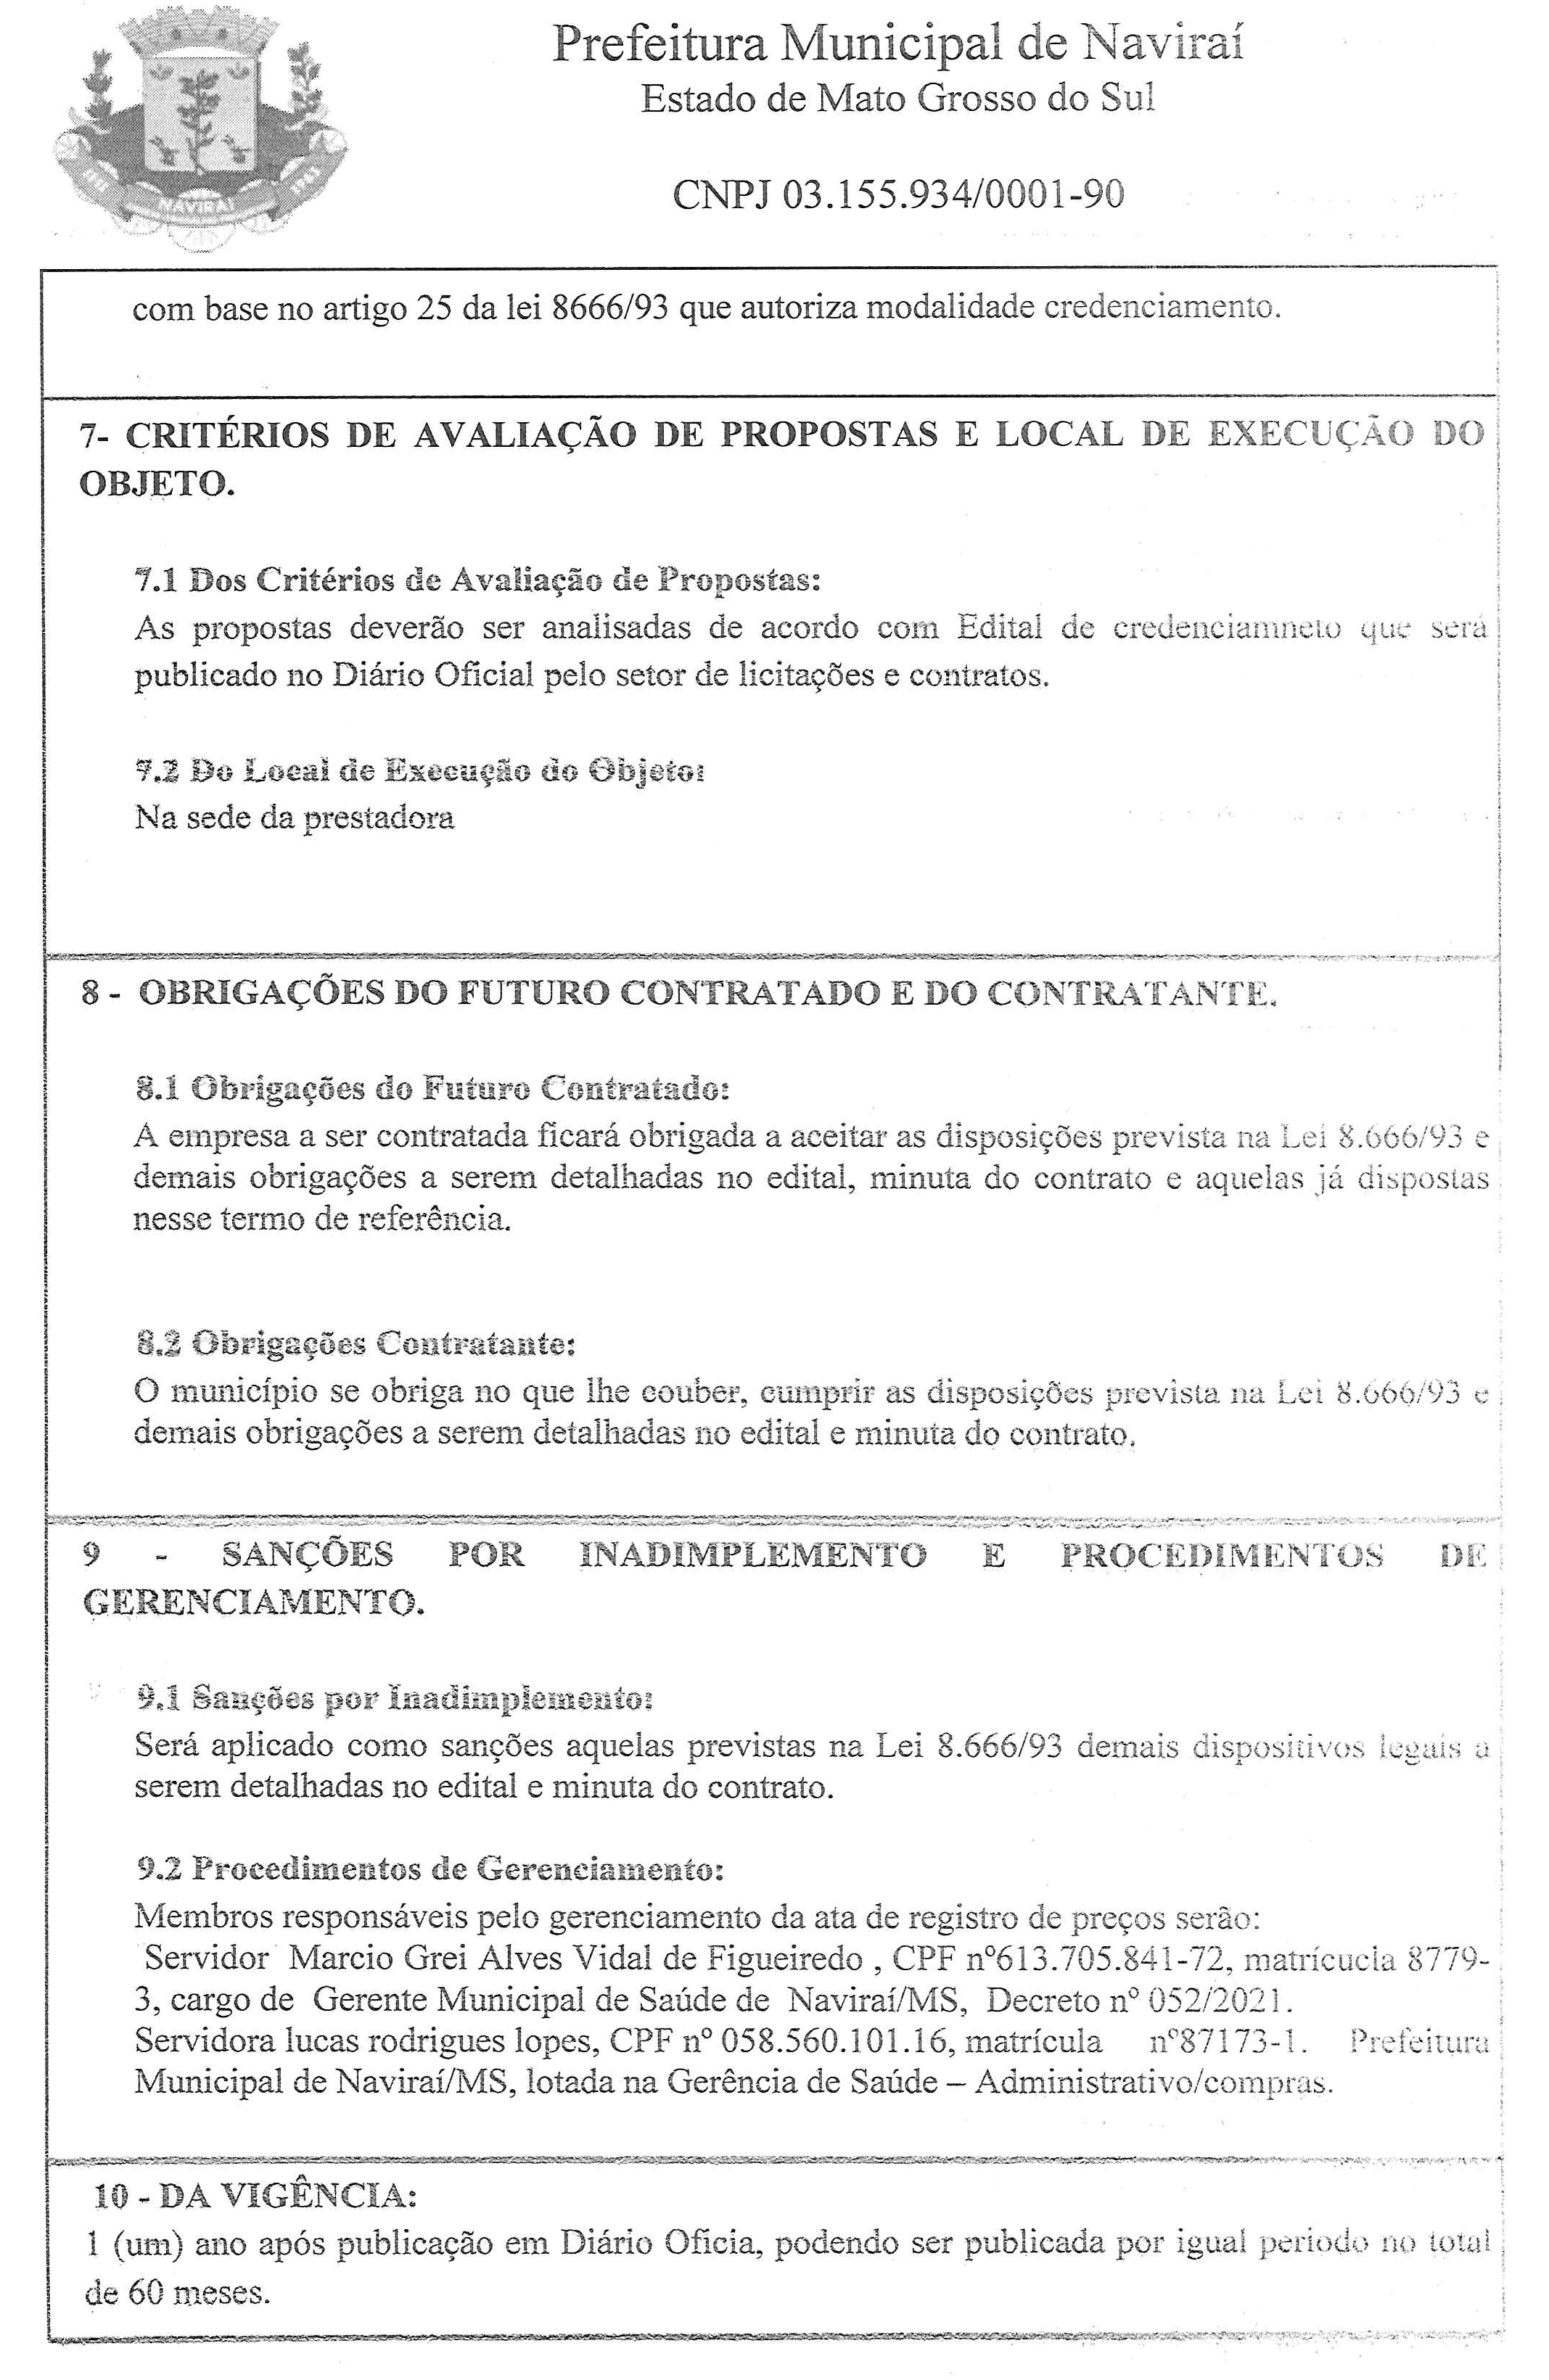 Prefeitura Municipal de Naviraí
Estado de Mato Grosso do Sul
CNPJ 03.155.934/0001-90
NAVIRAI
com base no artigo 25 da lei 8666/93 que autoriza modalidade credenciamento.
7- CRITÉRIOS DE AVALIAÇÃO DE PROPOSTAS E LOCAL DE EXECUÇÃO DO
OBJETO.
7.1 Dos Critérios de Avaliação de Propostas:
As propostas deverão ser analisadas de acordo com Edital de credenciamneto que será
publicado no Diário Oficial pelo setor de licitações e contratos.
7.2 Do Local de Execução do Objeto:
Na sede da prestadora
8 - OBRIGAÇÕES DO FUTURO CONTRATADO E DO CONTRATANTE.
8.1 Obrigações do Futuro Contratado:
A empresa a ser contratada ficará obrigada a aceitar as disposições prevista na Lei 8.666/93 e
demais obrigações a serem detalhadas no edital, minuta do contrato e aquelas já dispostas
nesse termo de referência.
8.2 Obrigações Contratante:
O município se obriga no que lhe couber, cumprir as disposições prevista na Lei 8.666/93 e
demais obrigações a serem detalhadas no edital e minuta do contrato.
9 - SANÇÕES POR INADIMPLEMENTO E PROCEDIMENTOS DE
GERENCIAMENTO.
9.1 Sanções por Inadimplemento:
Será aplicado como sanções aquelas previstas na Lei 8.666/93 demais dispositivos legais a
serem detalhadas no edital e minuta do contrato.
9.2 Procedimentos de Gerenciamento:
Membros responsáveis pelo gerenciamento da ata de registro de preços serão:
Servidor Marcio Grei Alves Vidal de Figueiredo , CPF nº613.705.841-72, matrícucla 8779-
3, cargo de Gerente Municipal de Saúde de Naviraí/MS, Decreto nº 052/2021.
Servidora lucas rodrigues lopes, CPF nº 058.560.101.16, matrícula nº87173-1. Prefeitura
Municipal de Naviraí/MS, lotada na Gerência de Saúde – Administrativo/compras.
10 - DA VIGÊNCIA:
1 (um) ano após publicação em Diário Oficia, podendo ser publicada por igual periodo no total
de 60 meses.